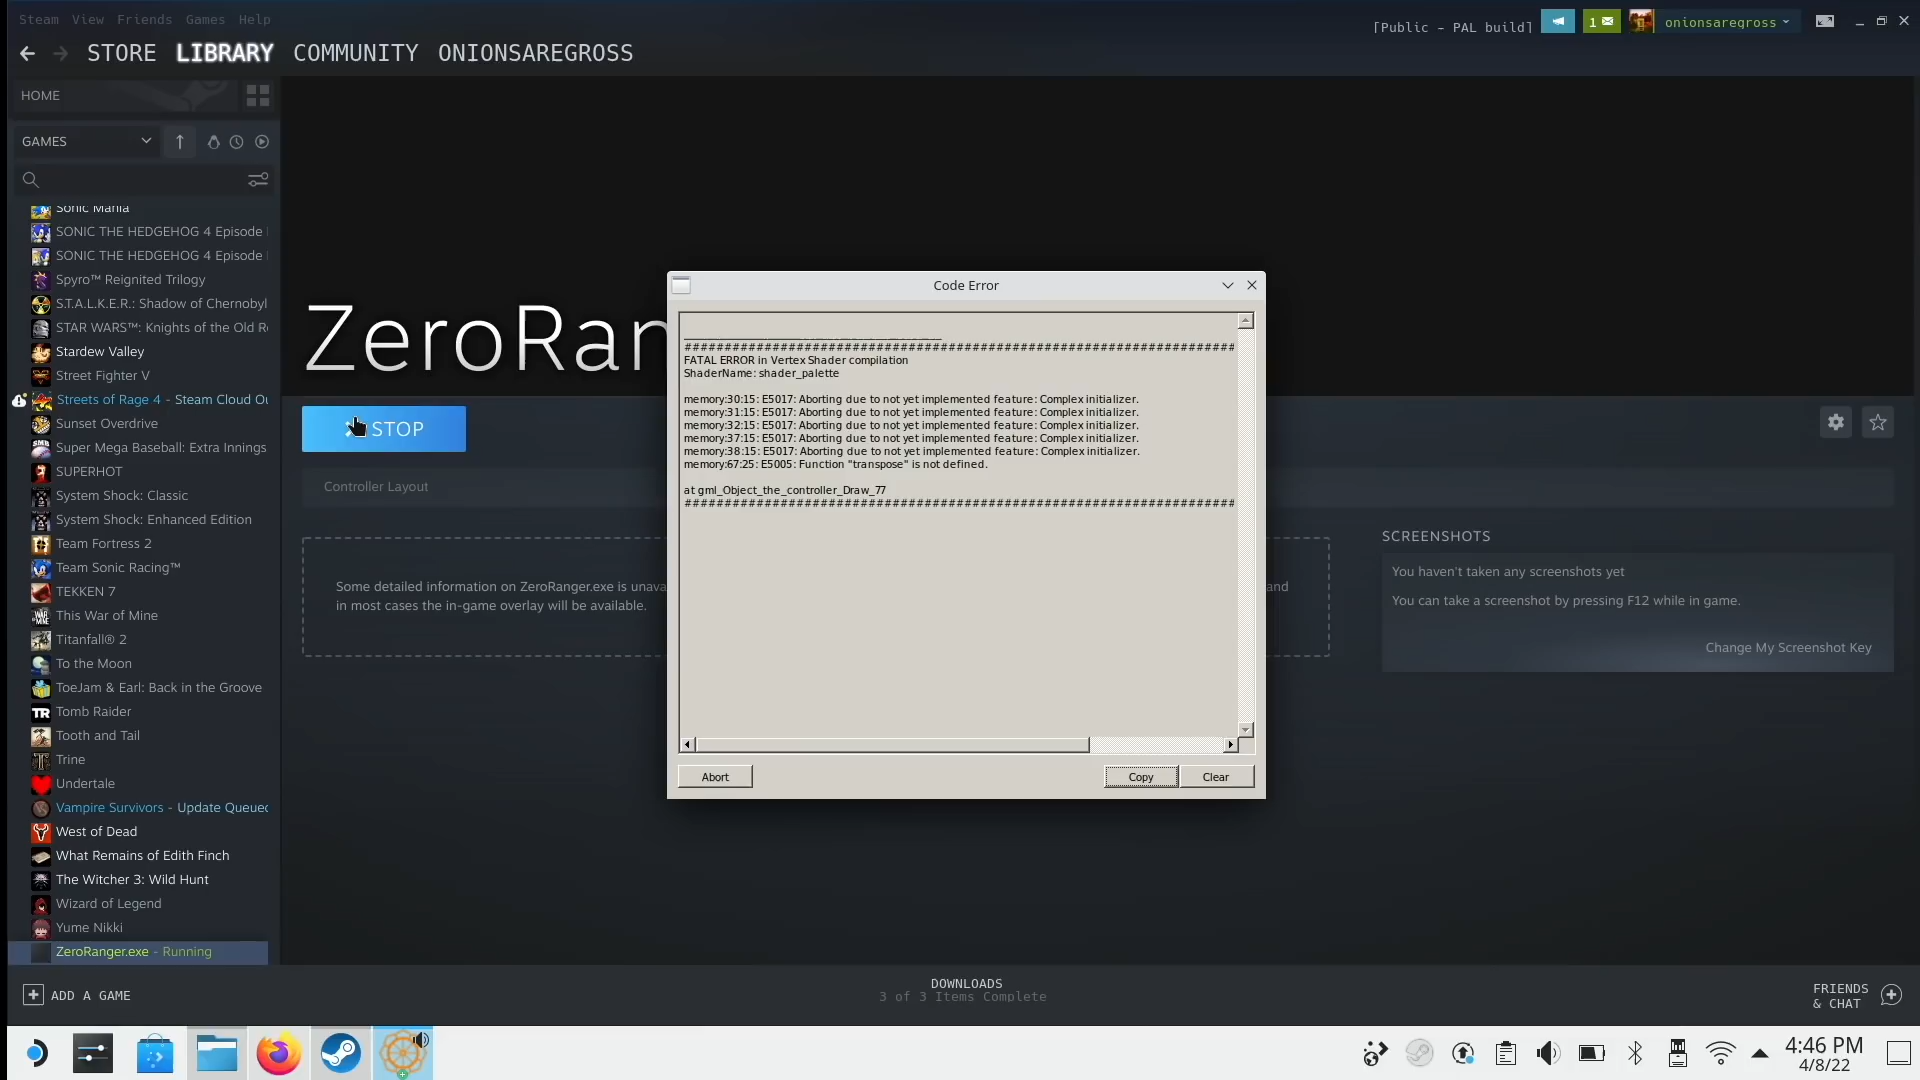 Steam View Friends Games Help
[Public - PAL build]
1
onionsaregross
STORE LIBRARY COMMUNITY ONIONSAREGROSS
HOME
GAMES
Sonic Mania
SONIC THE HEDGEHOG 4 Episode
SONIC THE HEDGEHOG 4 Episode
Spyro™ Reignited Trilogy
S.T.A.L.K.E.R.: Shadow of Chernobyl
STAR WARS™: Knights of the Old Re
Stardew Valley
Street Fighter V
Streets of Rage 4 - Steam Cloud Ou
Sunset Overdrive
Super Mega Baseball: Extra Innings
SUPERHOT
System Shock: Classic
System Shock: Enhanced Edition
Team Fortress 2
Team Sonic Racing™
TEKKEN 7
This War of Mine
Titanfall® 2
To the Moon
ToeJam & Earl: Back in the Groove
Tomb Raider
Tooth and Tail
Trine
Undertale
Vampire Survivors - Update Queued
West of Dead
What Remains of Edith Finch
The Witcher 3: Wild Hunt
Wizard of Legend
Yume Nikki
ZeroRanger.exe - Running
ZeroRan
STOP
Controller Layout
Some detailed information on ZeroRanger.exe is unava
and
in most cases the in-game overlay will be available.
Code Error
###########################################################################
FATAL ERROR in Vertex Shader compilation
ShaderName: shader_palette
memory:30:15: E5017: Aborting due to not yet implemented feature: Complex initializer.
memory:31:15: E5017: Aborting due to not yet implemented feature: Complex initializer.
memory:32:15: E5017: Aborting due to not yet implemented feature: Complex initializer.
memory:37:15: E5017: Aborting due to not yet implemented feature: Complex initializer.
memory:38:15: E5017: Aborting due to not yet implemented feature: Complex initializer.
memory:67:25: E5005: Function "transpose" is not defined.
at gml_Object_the_controller_Draw_77
###########################################################################
Abort
Copy
Clear
SCREENSHOTS
You haven't taken any screenshots yet
You can take a screenshot by pressing F12 while in game.
Change My Screenshot Key
ADD A GAME
DOWNLOADS
3 of 3 Items Complete
FRIENDS
& CHAT
4:46 PM
4/8/22